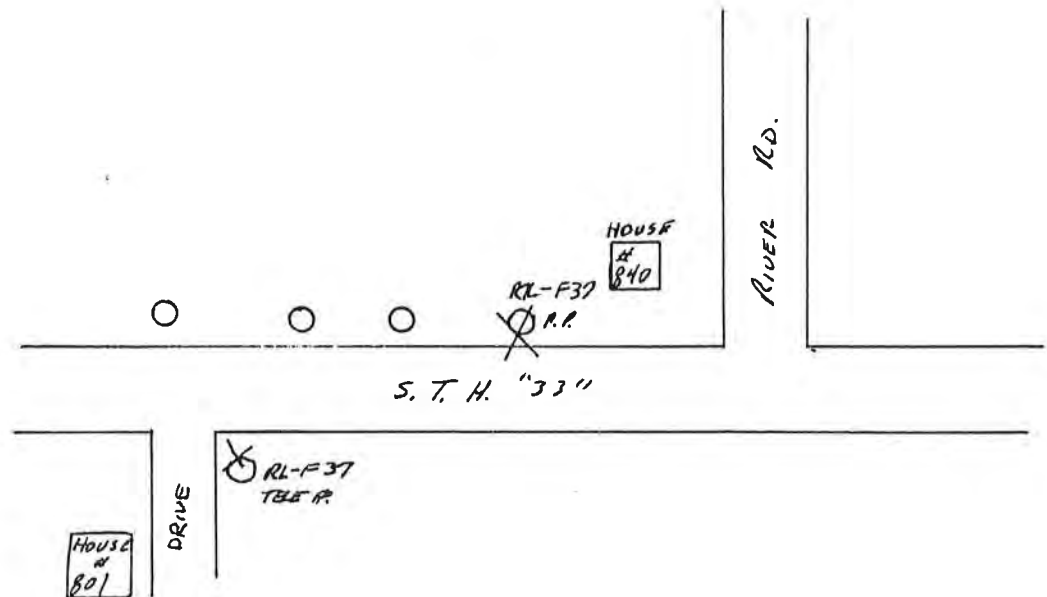 RIVER RD.
HOUSE
#
840
RL-F37
P.P.
S. T. H. "33"
RL-F37
TELE P.
DRIVE
HOUSE
#
801